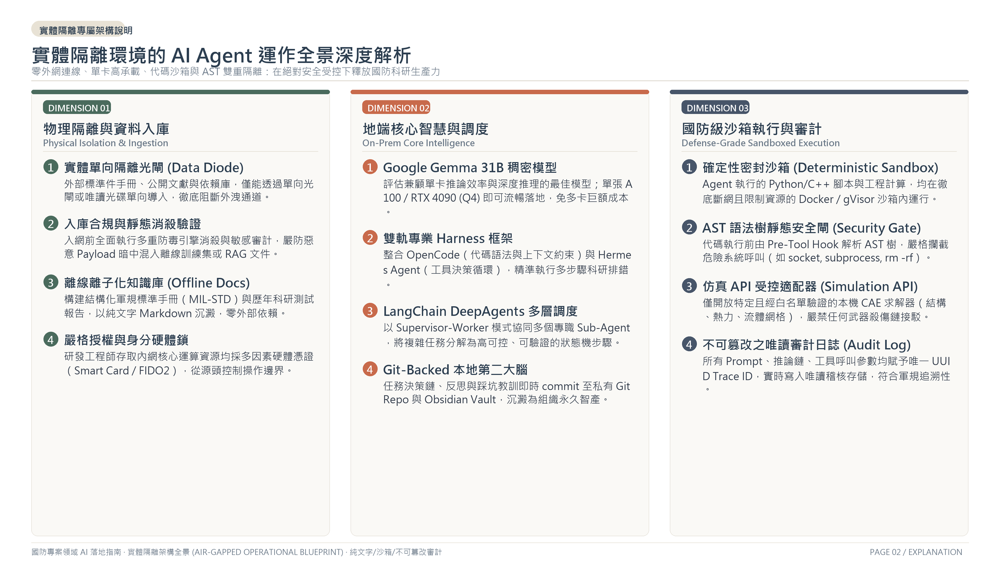 實體隔離專屬架構說明
實體隔離環境的 AI Agent 運作全景深度解析
零外網連線、單卡高承載、代碼沙箱與 AST 雙重隔離：在絕對安全受控下釋放國防科研生產力
DIMENSION 01
物理隔離與資料入庫
Physical Isolation & Ingestion
1 實體單向隔離光閘 (Data Diode)
外部標準件手冊、公開文獻與依賴庫，僅能透過單向光
閘或唯讀光碟單向導入，徹底阻斷外洩通道。
2 入庫合規與靜態消殺驗證
入網前全面執行多重防毒引擎消殺與敏感審計，嚴防惡
意 Payload 暗中混入離線訓練集或 RAG 文件。
3 離線離子化知識庫 (Offline Docs)
構建結構化軍規標準手冊（MIL-STD）與歷年科研測試
報告，以純文字 Markdown 沉澱，零外部依賴。
4 嚴格授權與身分硬體鎖
研發工程師存取內網核心運算資源均採多因素硬體憑證
（Smart Card / FIDO2），從源頭控制操作邊界。
DIMENSION 02
地端核心智慧與調度
On-Prem Core Intelligence
1 Google Gemma 31B 稠密模型
評估兼顧單卡推論效率與深度推理的最佳模型；單張 A
100 / RTX 4090 (Q4) 即可流暢落地，免多卡巨額成本
。
2 雙軌專業 Harness 框架
整合 OpenCode（代碼語法與上下文約束）與 Herme
s Agent（工具決策循環），精準執行多步驟科研排錯
。
3 LangChain DeepAgents 多層調度
以 Supervisor-Worker 模式協同多個專職 Sub-Agent
，將複雜任務分解為高可控、可驗證的狀態機步驟。
4 Git-Backed 本地第二大腦
任務決策鏈、反思與踩坑教訓即時 commit 至私有 Git
Repo 與 Obsidian Vault，沉澱為組織永久智產。
DIMENSION 03
國防級沙箱執行與審計
Defense-Grade Sandboxed Execution
1 確定性密封沙箱 (Deterministic Sandbox)
Agent 執行的 Python/C++ 腳本與工程計算，均在徹
底斷網且限制資源的 Docker / gVisor 沙箱內運行。
2 AST 語法樹靜態安全閘 (Security Gate)
代碼執行前由 Pre-Tool Hook 解析 AST 樹，嚴格攔截
危險系統呼叫（如 socket, subprocess, rm -rf）。
3 仿真 API 受控適配器 (Simulation API)
僅開放特定且經白名單驗證的本機 CAE 求解器（結構
、熱力、流體網格），嚴禁任何武器殺傷鏈接駁。
4 不可篡改之唯讀審計日誌 (Audit Log)
所有 Prompt、推論鏈、工具呼叫參數均賦予唯一 UUI
D Trace ID，實時寫入唯讀稽核存儲，符合軍規追溯性
。
國防專案領域 AI 落地指南 · 實體隔離架構全景 (AIR-GAPPED OPERATIONAL BLUEPRINT) · 純文字/沙箱/不可篡改審計
PAGE 02 / EXPLANATION